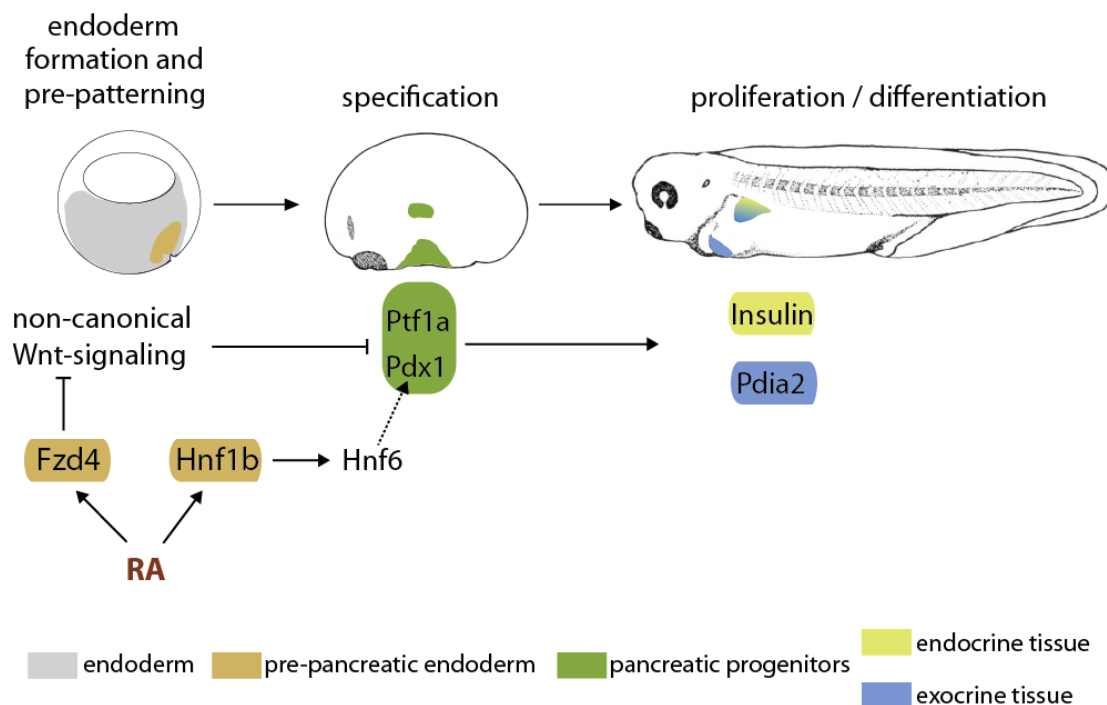 endoderm
formation and
pre-patterning
specification
proliferation / differentiation
non-canonical
Wnt-signaling
Ptf1a
Pdx1
Insulin
Pdia2
Fzd4
Hnf1b
Hnf6
RA
endoderm
pre-pancreatic endoderm
pancreatic progenitors
endocrine tissue
exocrine tissue